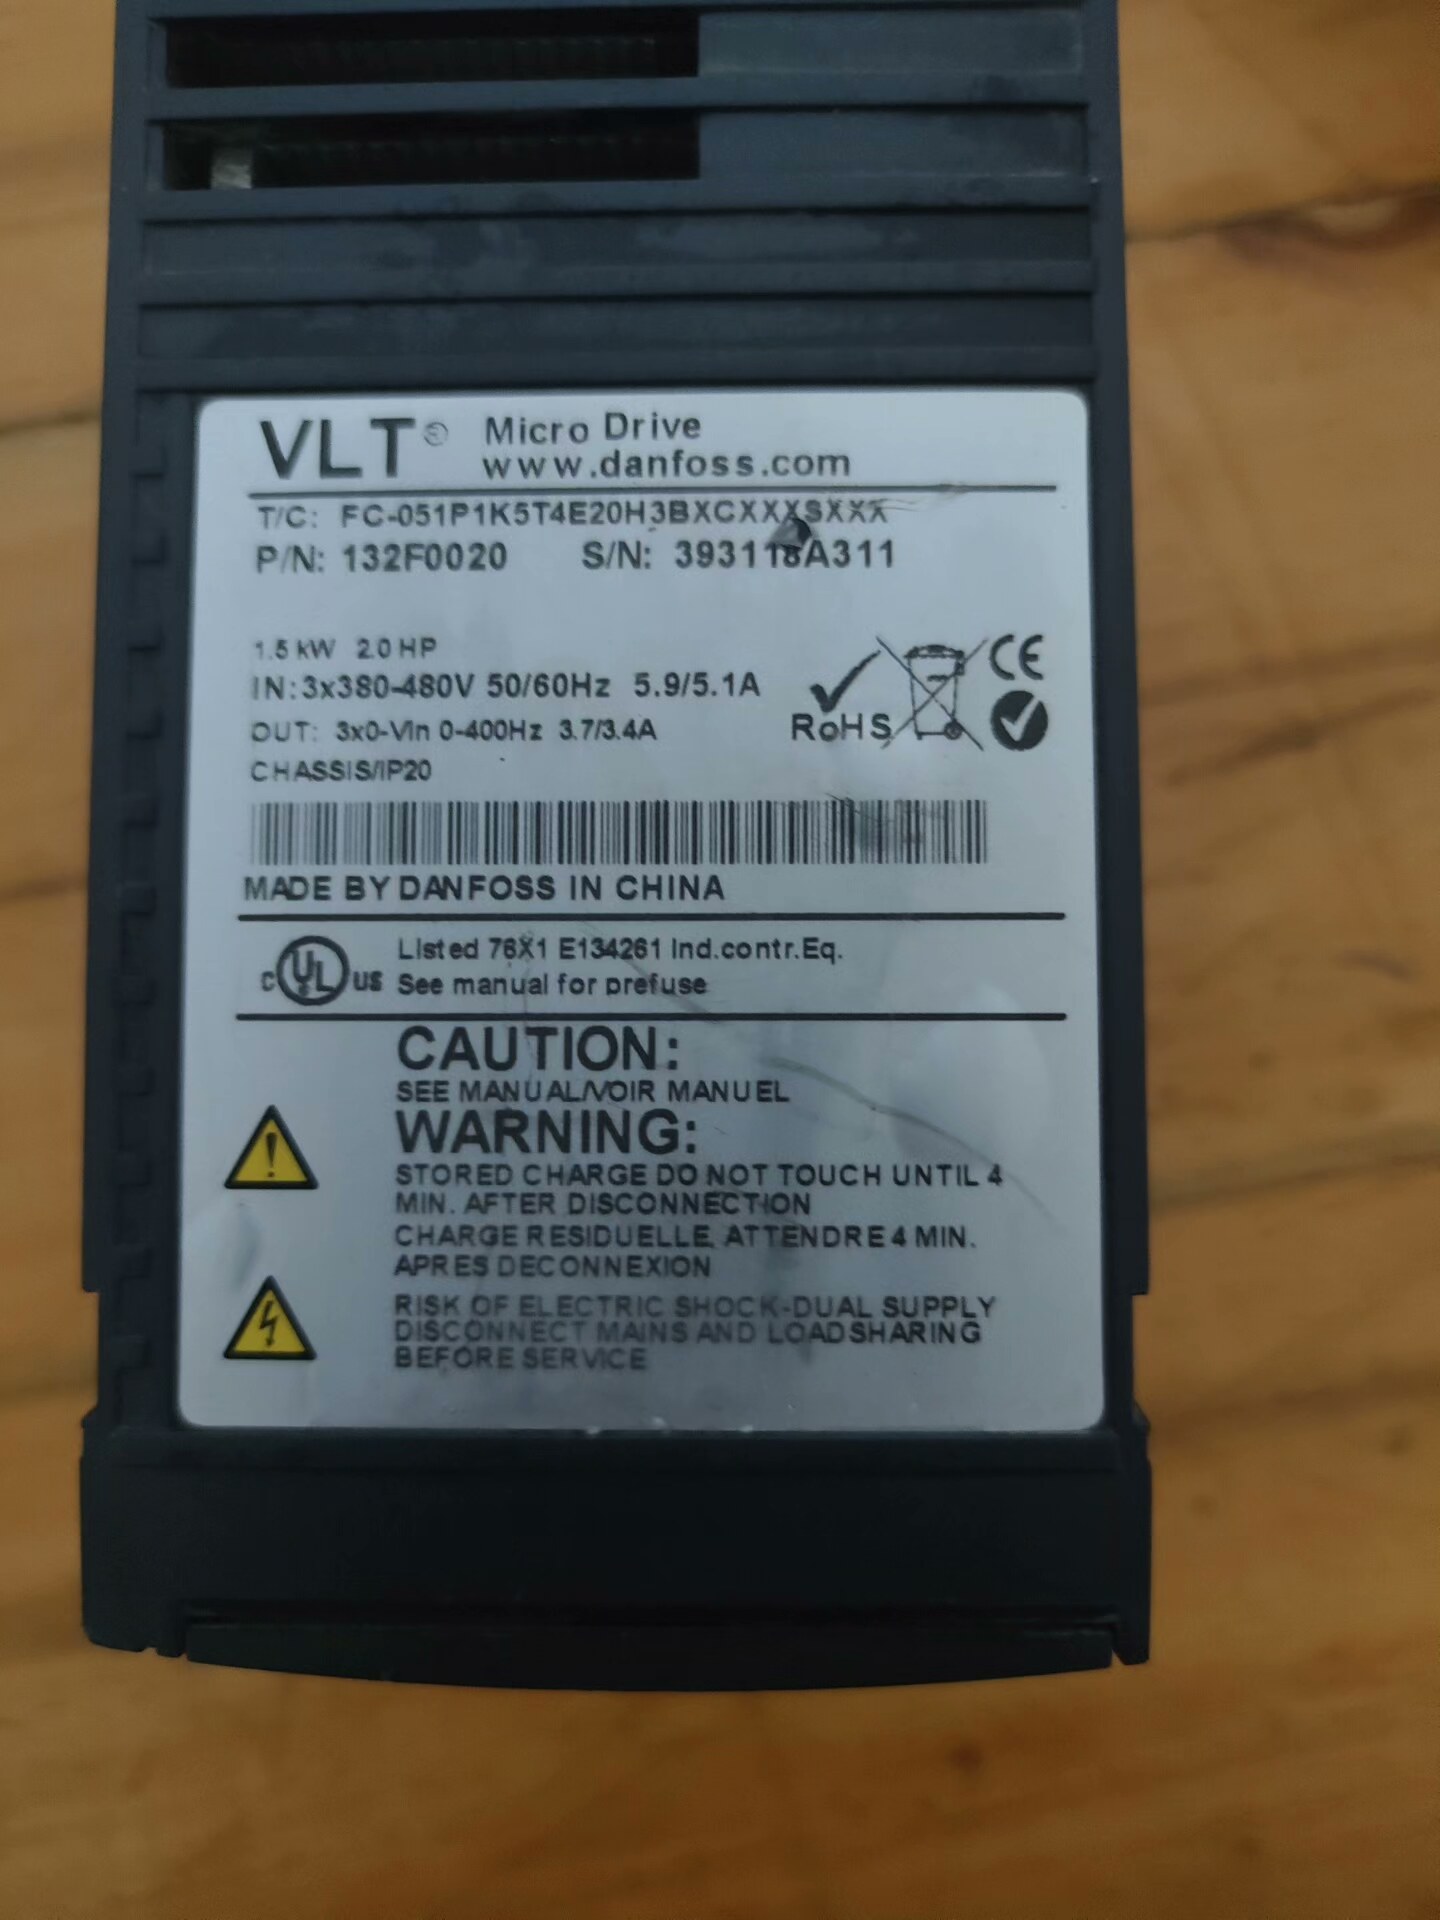 VLT® Micro Drive
www.danfoss.com
T/C: FC-051P1K5T4E20H3BXCXXXSXXX
P/N: 132F0020 S/N: 393118A311
1.5 kW 2.0 HP
IN: 3x380-480V 50/60Hz 5.9/5.1A
OUT: 3x0-Vin 0-400Hz 3.7/3.4A
CHASSIS/IP20
RoHS
CE
MADE BY DANFOSS IN CHINA
c UL us
Listed 76X1 E134261 Ind.contr.Eq.
See manual for prefuse
CAUTION:
SEE MANUAL/VOIR MANUEL
WARNING:
STORED CHARGE DO NOT TOUCH UNTIL 4
MIN. AFTER DISCONNECTION
CHARGE RESIDUELLE, ATTENDRE 4 MIN.
APRES DECONNEXION
RISK OF ELECTRIC SHOCK-DUAL SUPPLY
DISCONNECT MAINS AND LOADSHARING
BEFORE SERVICE